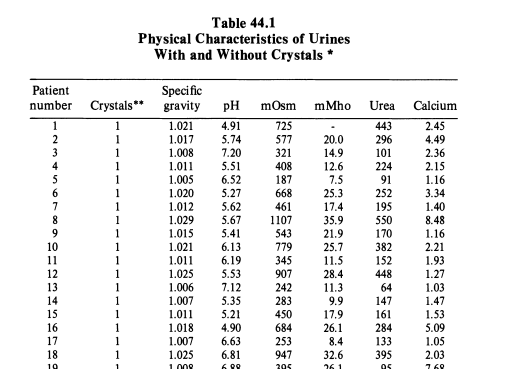 Table 44.1
Physical Characteristics of Urines
With and Without Crystals *
Patient number Crystals** Specific gravity pH mOsm mMho Urea Calcium
1 1 1.021 4.91 725 - 443 2.45
2 1 1.017 5.74 577 20.0 296 4.49
3 1 1.008 7.20 321 14.9 101 2.36
4 1 1.011 5.51 408 12.6 224 2.15
5 1 1.005 6.52 187 7.5 91 1.16
6 1 1.020 5.27 668 25.3 252 3.34
7 1 1.012 5.62 461 17.4 195 1.40
8 1 1.029 5.67 1107 35.9 550 8.48
9 1 1.015 5.41 543 21.9 170 1.16
10 1 1.021 6.13 779 25.7 382 2.21
11 1 1.011 6.19 345 11.5 152 1.93
12 1 1.025 5.53 907 28.4 448 1.27
13 1 1.006 7.12 242 11.3 64 1.03
14 1 1.007 5.35 283 9.9 147 1.47
15 1 1.011 5.21 450 17.9 161 1.53
16 1 1.018 4.90 684 26.1 284 5.09
17 1 1.007 6.63 253 8.4 133 1.05
18 1 1.025 6.81 947 32.6 395 2.03
19 1 1.008 6.88 395 26.1 95 7.68